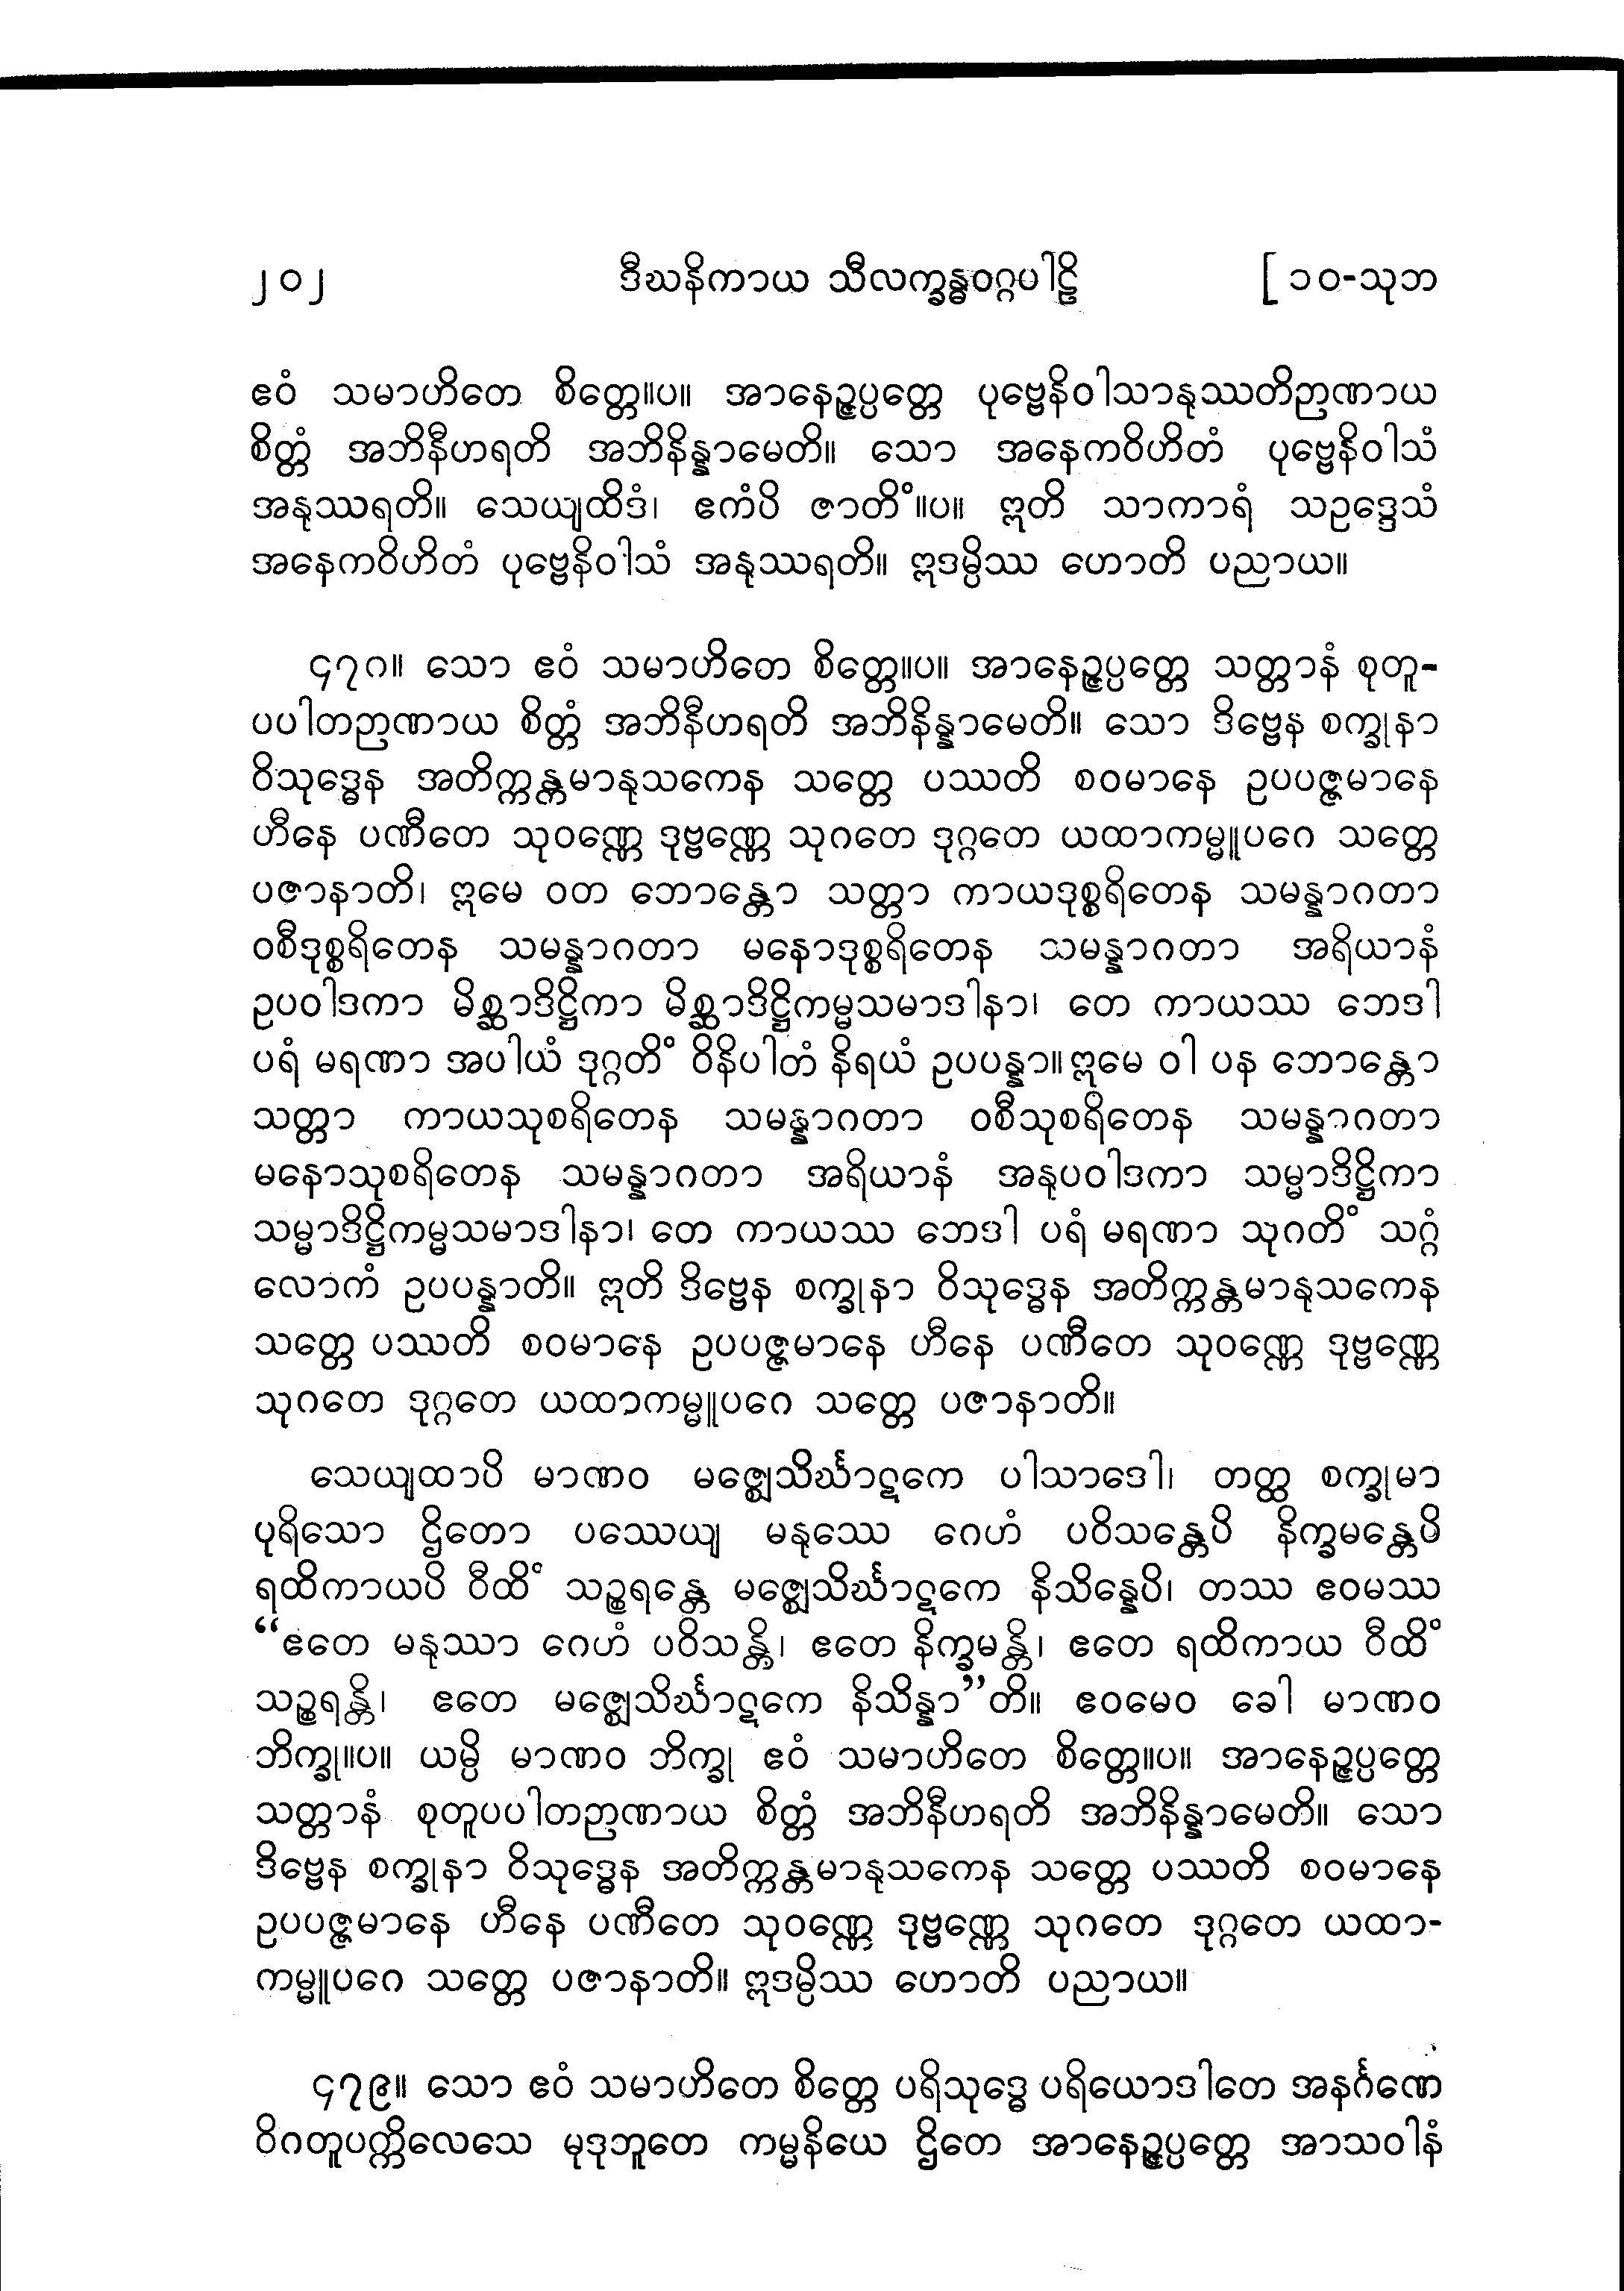 ၂၀၂ ဒီဃနိကာယ သီလက္ခန္ဓဝဂ္ဂပါဠိ [ ၁၀-သုဘ
ဧဝံ သမာဟိတေ စိတ္တေ။ပ။ အာနေဉ္ဇပ္ပတ္တေ ပုဗ္ဗေနိဝါသာနုဿတိဉာဏာယ
စိတ္တံ အဘိနီဟရတိ အဘိနိန္နာမေတိ။ သော အနေကဝိဟိတံ ပုဗ္ဗေနိဝါသံ
အနုဿရတိ။ သေယျထိဒံ၊ ဧကံပိ ဇာတိံ။ပ။ ဣတိ သာကာရံ သဥဒ္ဒေသံ
အနေကဝိဟိတံ ပုဗ္ဗေနိဝါသံ အနုဿရတိ။ ဣဒမ္ပိဿ ဟောတိ ပညာယ။
၄၇၈။ သော ဧဝံ သမာဟိတေ စိတ္တေ။ပ။ အာနေဉ္ဇပ္ပတ္တေ သတ္တာနံ စုတူ-
ပပါတဉာဏာယ စိတ္တံ အဘိနီဟရတိ အဘိနိန္နာမေတိ။ သော ဒိဗ္ဗေန စက္ခုနာ
ဝိသုဒ္ဓေန အတိက္ကန္တမာနုသကေန သတ္တေ ပဿတိ စဝမာနေ ဥပပဇ္ဇမာနေ
ဟီနေ ပဏီတေ သုဝဏ္ဏေ ဒုဗ္ဗဏ္ဏေ သုဂတေ ဒုဂ္ဂတေ ယထာကမ္မူပဂေ သတ္တေ
ပဇာနာတိ၊ ဣမေ ဝတ ဘောန္တော သတ္တာ ကာယဒုစ္စရိတေန သမန္နာဂတာ
ဝစီဒုစ္စရိတေန သမန္နာဂတာ မနောဒုစ္စရိတေန သမန္နာဂတာ အရိယာနံ
ဥပဝါဒကာ မိစ္ဆာဒိဋ္ဌိကာ မိစ္ဆာဒိဋ္ဌိကမ္မသမာဒါနာ၊ တေ ကာယဿ ဘေဒါ
ပရံ မရဏာ အပါယံ ဒုဂ္ဂတိံ ဝိနိပါတံ နိရယံ ဥပပန္နာ။ ဣမေ ဝါ ပန ဘောန္တော
သတ္တာ ကာယသုစရိတေန သမန္နာဂတာ ဝစီသုစရိတေန သမန္နာဂတာ
မနောသုစရိတေန သမန္နာဂတာ အရိယာနံ အနုပဝါဒကာ သမ္မာဒိဋ္ဌိကာ
သမ္မာဒိဋ္ဌိကမ္မသမာဒါနာ၊ တေ ကာယဿ ဘေဒါ ပရံ မရဏာ သုဂတိံ သဂ္ဂံ
လောကံ ဥပပန္နာတိ။ ဣတိ ဒိဗ္ဗေန စက္ခုနာ ဝိသုဒ္ဓေန အတိက္ကန္တမာနုသကေန
သတ္တေ ပဿတိ စဝမာနေ ဥပပဇ္ဇမာနေ ဟီနေ ပဏီတေ သုဝဏ္ဏေ ဒုဗ္ဗဏ္ဏေ
သုဂတေ ဒုဂ္ဂတေ ယထာကမ္မူပဂေ သတ္တေ ပဇာနာတိ။
သေယျထာပိ မာဏဝ မဇ္ဈေသိင်္ဃာဋကေ ပါသာဒေါ၊ တတ္ထ စက္ခုမာ
ပုရိသော ဌိတော ပဿေယျ မနုဿေ ဂေဟံ ပဝိသန္တေပိ နိက္ခမန္တေပိ
ရထိကာယပိ ဝီထိံ သဉ္စရန္တေ မဇ္ဈေသိင်္ဃာဋကေ နိသိန္နေပိ၊ တဿ ဧဝမဿ
“ဧတေ မနုဿာ ဂေဟံ ပဝိသန္တိ၊ ဧတေ နိက္ခမန္တိ၊ ဧတေ ရထိကာယ ဝီထိံ
သဉ္စရန္တိ၊ ဧတေ မဇ္ဈေသိင်္ဃာဋကေ နိသိန္နာ”တိ။ ဧဝမေဝ ခေါ မာဏဝ
ဘိက္ခု။ပ။ ယမ္ပိ မာဏဝ ဘိက္ခု ဧဝံ သမာဟိတေ စိတ္တေ။ပ။ အာနေဉ္ဇပ္ပတ္တေ
သတ္တာနံ စုတူပပါတဉာဏာယ စိတ္တံ အဘိနီဟရတိ အဘိနိန္နာမေတိ။ သော
ဒိဗ္ဗေန စက္ခုနာ ဝိသုဒ္ဓေန အတိက္ကန္တမာနုသကေန သတ္တေ ပဿတိ စဝမာနေ
ဥပပဇ္ဇမာနေ ဟီနေ ပဏီတေ သုဝဏ္ဏေ ဒုဗ္ဗဏ္ဏေ သုဂတေ ဒုဂ္ဂတေ ယထာ-
ကမ္မူပဂေ သတ္တေ ပဇာနာတိ။ ဣဒမ္ပိဿ ဟောတိ ပညာယ။
၄၇၉။ သော ဧဝံ သမာဟိတေ စိတ္တေ ပရိသုဒ္ဓေ ပရိယောဒါတေ အနင်္ဂဏေ
ဝိဂတူပက္ကိလေသေ မုဒုဘူတေ ကမ္မနိယေ ဌိတေ အာနေဉ္ဇပ္ပတ္တေ အာသဝါနံ